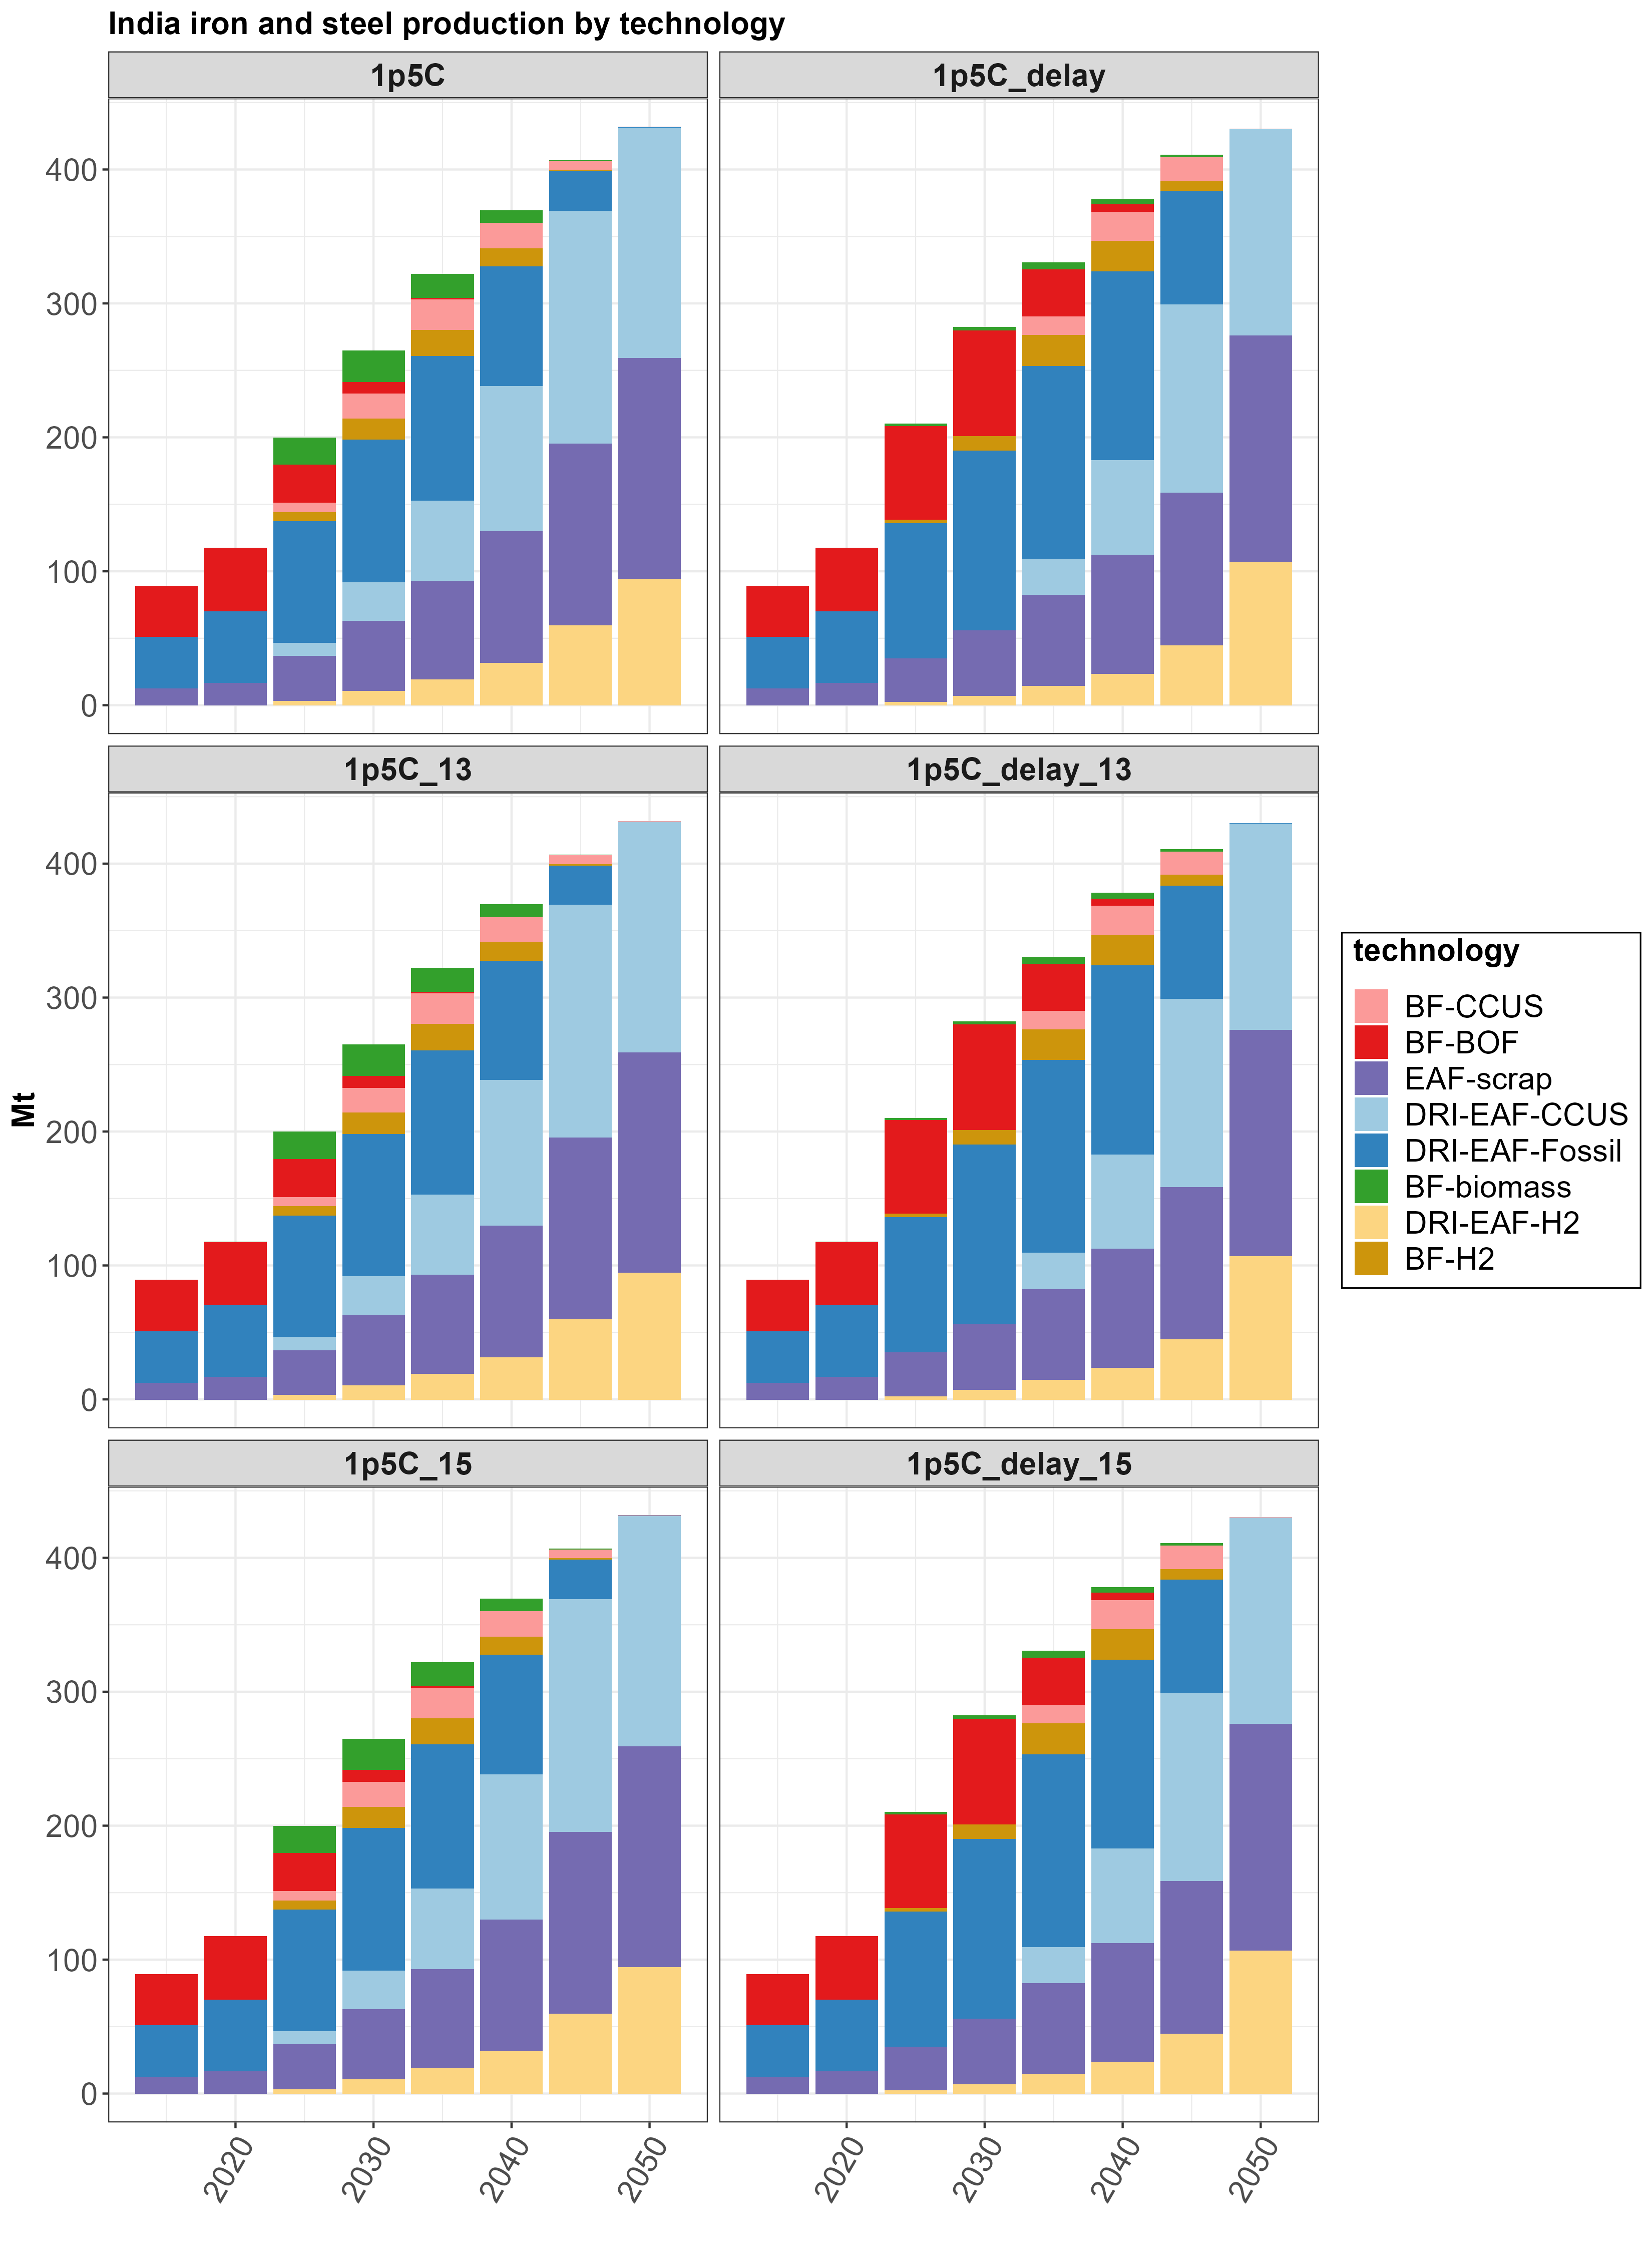 India iron and steel production by technology
1p5C
1p5C_delay
400
300
200
100
0
1p5C_13
1p5C_delay_13
400
300
200
100
0
Mt
1p5C_15
1p5C_delay_15
400
300
200
100
0
2020
2030
2040
2050
2020
2030
2040
2050
technology
BF-CCUS
BF-BOF
EAF-scrap
DRI-EAF-CCUS
DRI-EAF-Fossil
BF-biomass
DRI-EAF-H2
BF-H2